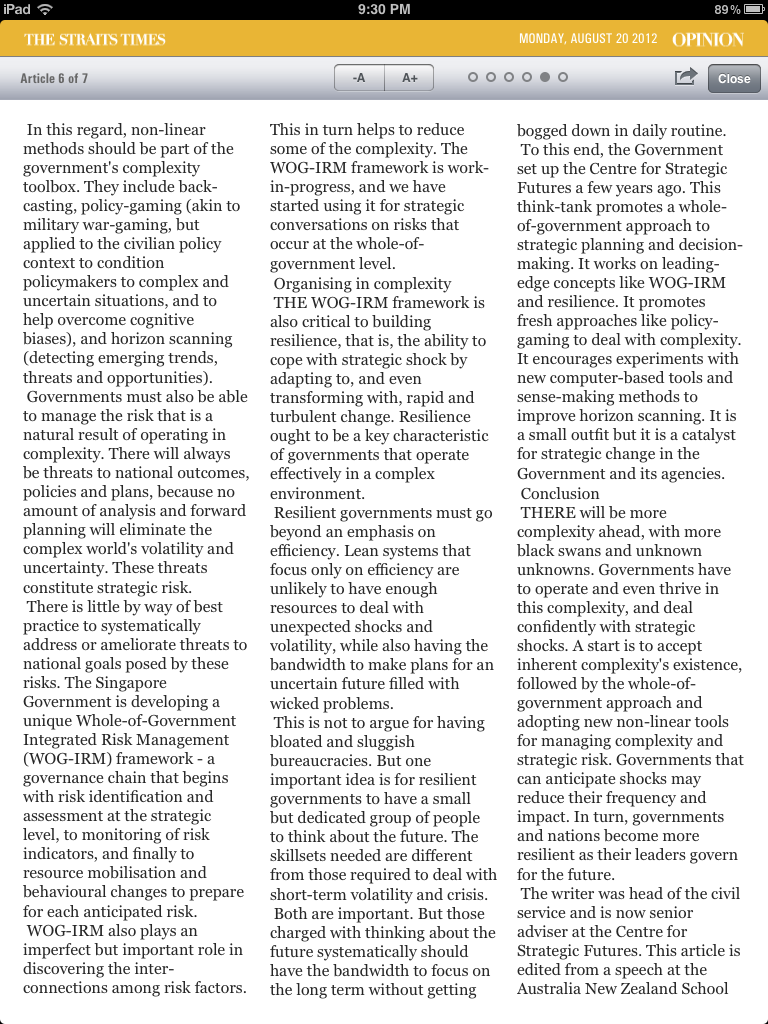 iPad
9:30 PM
89%
THE STRAITS TIMES
MONDAY, AUGUST 20 2012
OPINION
Article 6 of 7
-A
A+
Close
In this regard, non-linear
methods should be part of the
government's complexity
toolbox. They include back-
casting, policy-gaming (akin to
military war-gaming, but
applied to the civilian policy
context to condition
policymakers to complex and
uncertain situations, and to
help overcome cognitive
biases), and horizon scanning
(detecting emerging trends,
threats and opportunities).
Governments must also be able
to manage the risk that is a
natural result of operating in
complexity. There will always
be threats to national outcomes,
policies and plans, because no
amount of analysis and forward
planning will eliminate the
complex world's volatility and
uncertainty. These threats
constitute strategic risk.
There is little by way of best
practice to systematically
address or ameliorate threats to
national goals posed by these
risks. The Singapore
Government is developing a
unique Whole-of-Government
Integrated Risk Management
(WOG-IRM) framework - a
governance chain that begins
with risk identification and
assessment at the strategic
level, to monitoring of risk
indicators, and finally to
resource mobilisation and
behavioural changes to prepare
for each anticipated risk.
WOG-IRM also plays an
imperfect but important role in
discovering the inter-
connections among risk factors.
This in turn helps to reduce
some of the complexity. The
WOG-IRM framework is work-
in-progress, and we have
started using it for strategic
conversations on risks that
occur at the whole-of-
government level.
Organising in complexity
THE WOG-IRM framework is
also critical to building
resilience, that is, the ability to
cope with strategic shock by
adapting to, and even
transforming with, rapid and
turbulent change. Resilience
ought to be a key characteristic
of governments that operate
effectively in a complex
environment.
Resilient governments must go
beyond an emphasis on
efficiency. Lean systems that
focus only on efficiency are
unlikely to have enough
resources to deal with
unexpected shocks and
volatility, while also having the
bandwidth to make plans for an
uncertain future filled with
wicked problems.
This is not to argue for having
bloated and sluggish
bureaucracies. But one
important idea is for resilient
governments to have a small
but dedicated group of people
to think about the future. The
skillsets needed are different
from those required to deal with
short-term volatility and crisis.
Both are important. But those
charged with thinking about the
future systematically should
have the bandwidth to focus on
the long term without getting
bogged down in daily routine.
To this end, the Government
set up the Centre for Strategic
Futures a few years ago. This
think-tank promotes a whole-
of-government approach to
strategic planning and decision-
making. It works on leading-
edge concepts like WOG-IRM
and resilience. It promotes
fresh approaches like policy-
gaming to deal with complexity.
It encourages experiments with
new computer-based tools and
sense-making methods to
improve horizon scanning. It is
a small outfit but it is a catalyst
for strategic change in the
Government and its agencies.
Conclusion
THERE will be more
complexity ahead, with more
black swans and unknown
unknowns. Governments have
to operate and even thrive in
this complexity, and deal
confidently with strategic
shocks. A start is to accept
inherent complexity's existence,
followed by the whole-of-
government approach and
adopting new non-linear tools
for managing complexity and
strategic risk. Governments that
can anticipate shocks may
reduce their frequency and
impact. In turn, governments
and nations become more
resilient as their leaders govern
for the future.
The writer was head of the civil
service and is now senior
adviser at the Centre for
Strategic Futures. This article is
edited from a speech at the
Australia New Zealand School